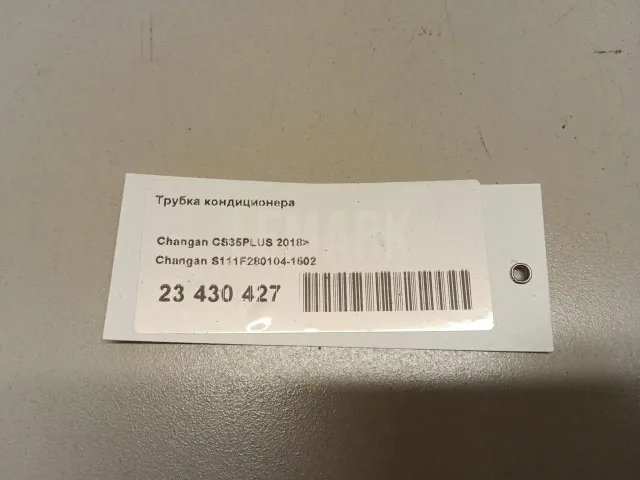 Трубка кондиционера
Changan CS35PLUS 2018>
Changan S111F280104-1602
23 430 427